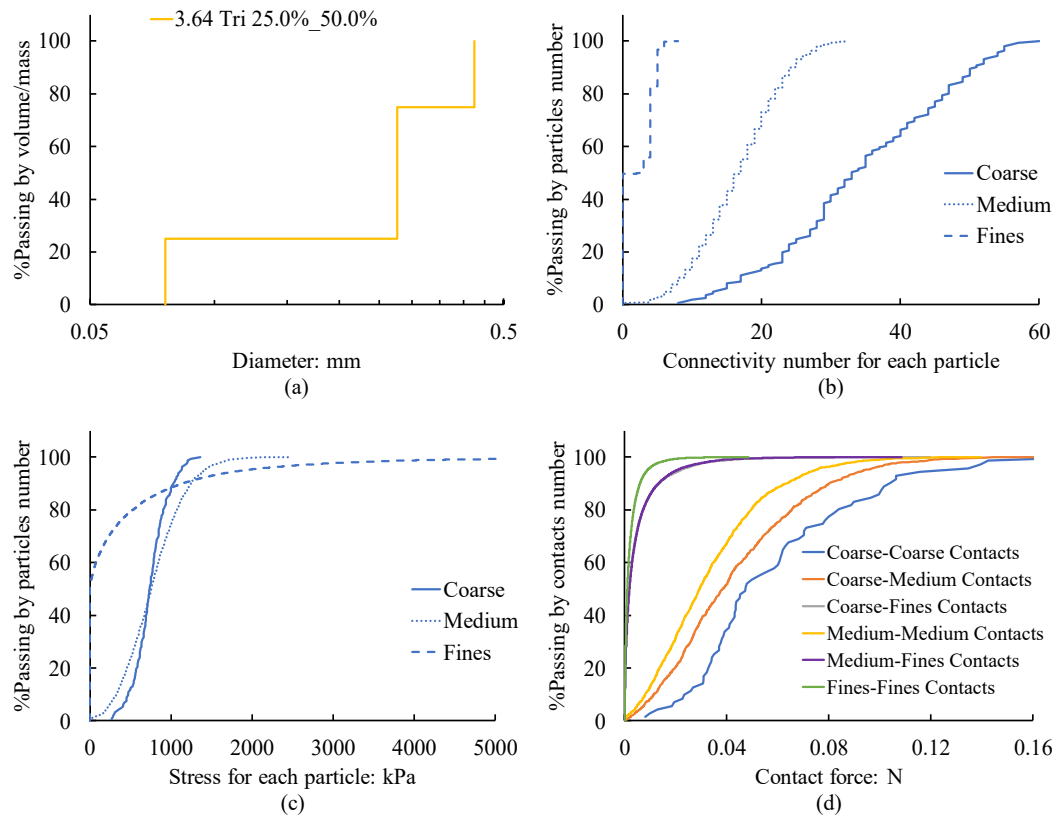 3.64 Tri 25.0%_50.0%
%Passing by volume/mass
100
80
60
40
20
0
0.05
0.5
Diameter: mm
(a)
%Passing by particles number
100
80
60
40
20
0
Coarse
Medium
Fines
0
20
40
60
Connectivity number for each particle
(b)
%Passing by particles number
100
80
60
40
20
0
Coarse
Medium
Fines
0
1000
2000
3000
4000
5000
Stress for each particle: kPa
(c)
%Passing by contacts number
100
80
60
40
20
0
Coarse-Coarse Contacts
Coarse-Medium Contacts
Coarse-Fines Contacts
Medium-Medium Contacts
Medium-Fines Contacts
Fines-Fines Contacts
0
0.04
0.08
0.12
0.16
Contact force: N
(d)